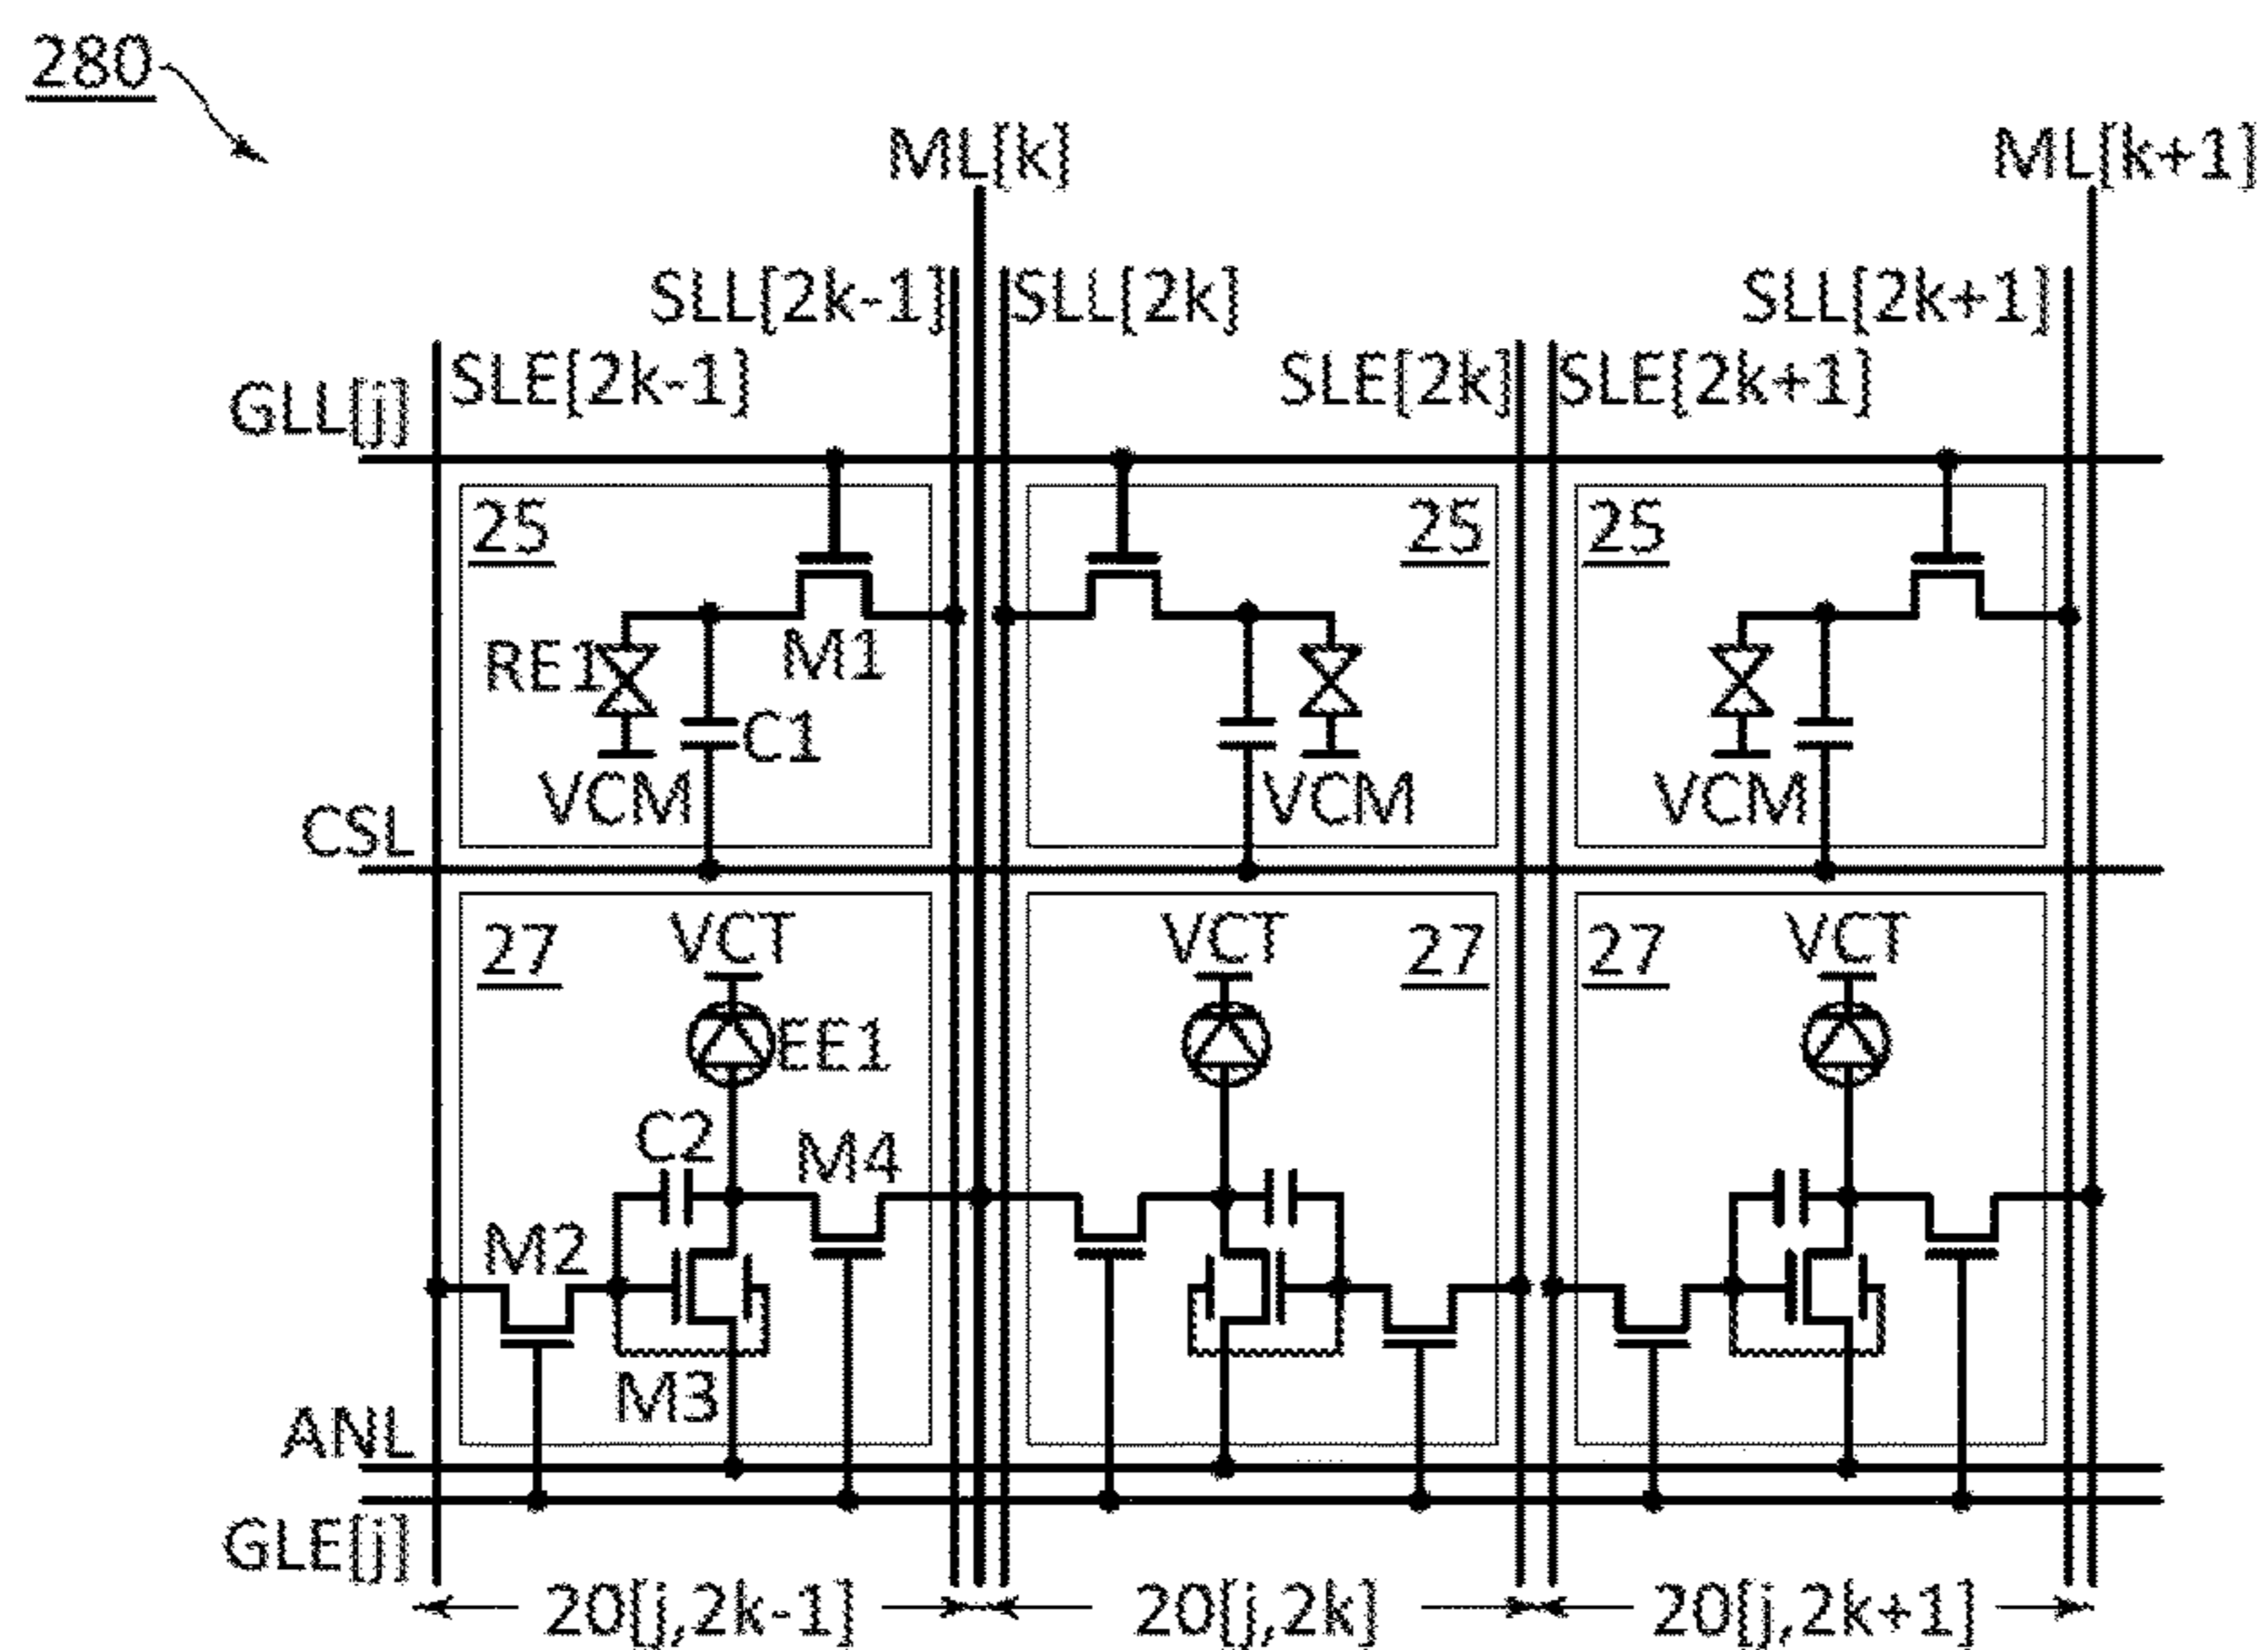 280
ML[k] ML[k+1]
SLL[2k-1] SLL[2k] SLL[2k+1]
SLE[2k-1] SLE[2k] SLE[2k+1]
GLL[j]
25 25 25
RE1 M1
C1
VCM VCM VCM
CSL
27 VCT VCT 27 27 VCT
EE1
C2 M4
M2
M3
ANL
GLE[j]
20[j,2k-1] 20[j,2k] 20[j,2k+1]